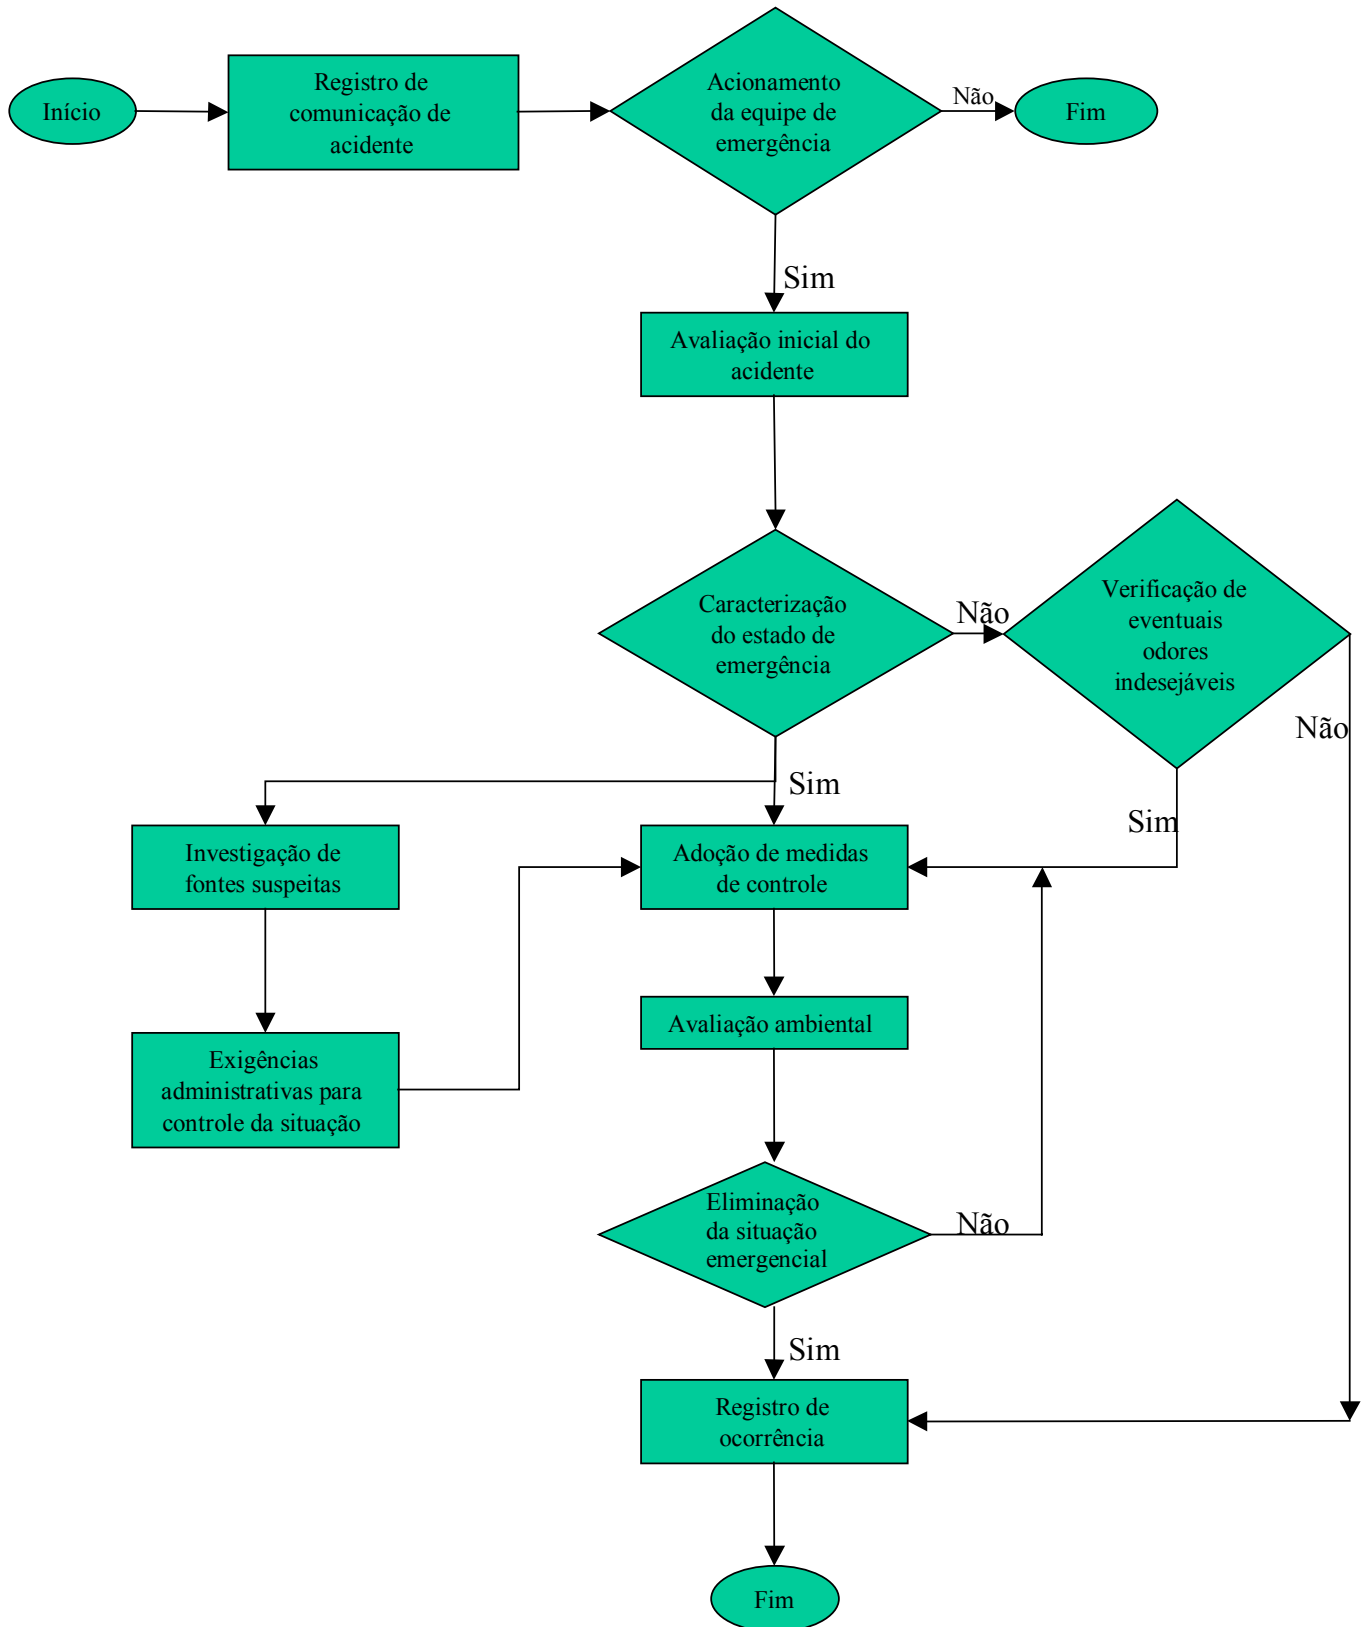 Início
Registro de
comunicação de
acidente
Acionamento
da equipe de
emergência
Não
Fim
Sim
Avaliação inicial do
acidente
Caracterização
do estado de
emergência
Não
Verificação de
eventuais
odores
indesejáveis
Não
Sim
Sim
Investigação de
fontes suspeitas
Adoção de medidas
de controle
Avaliação ambiental
Exigências
administrativas para
controle da situação
Eliminação
da situação
emergencial
Não
Sim
Registro de
ocorrência
Fim